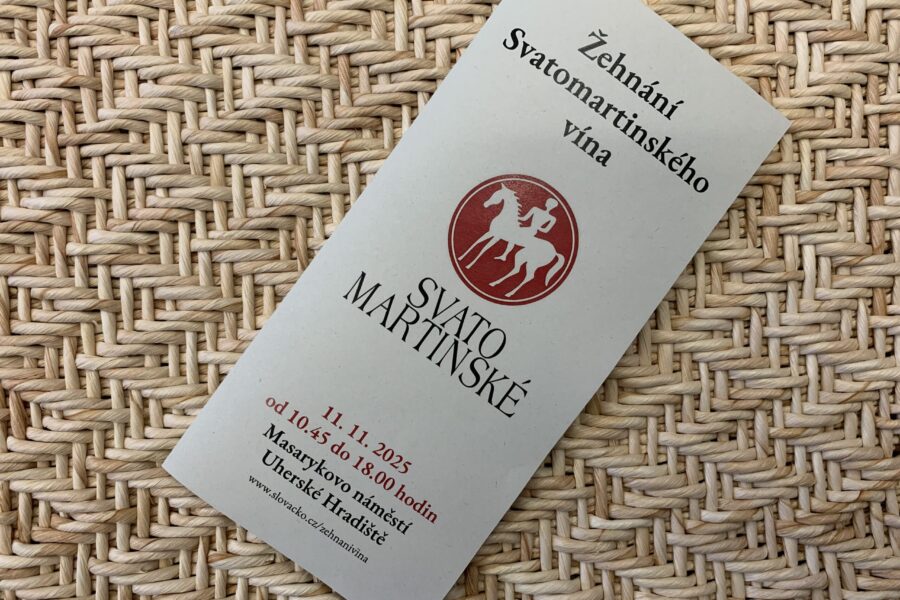 Žehnání
Svatomartinského
vína
SVATO
MARTINSKÉ
11. 11. 2025
od 10.45 do 18.00 hodin
Masarykovo náměstí
Uherské Hradiště
www.slovacko.cz/zehnanivina